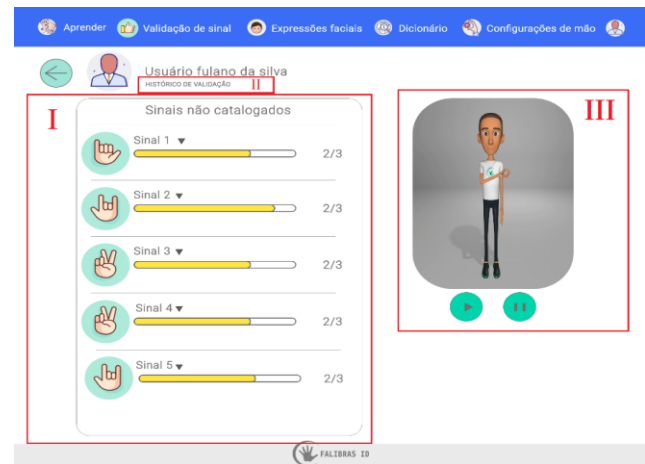 Aprender Validação de sinal Expressões faciais Dicionário Configurações de mão
Usuário fulano da silva
HISTÓRICO DE VALIDAÇÃO II
I
Sinais não catalogados
Sinal 1
2/3
Sinal 2
2/3
Sinal 3
2/3
Sinal 4
2/3
Sinal 5
2/3
III
FALIBRAS ID